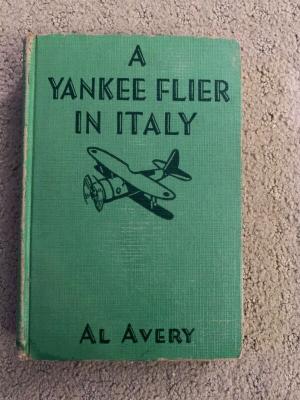 A
YANKEE FLIER
IN ITALY
AL AVERY